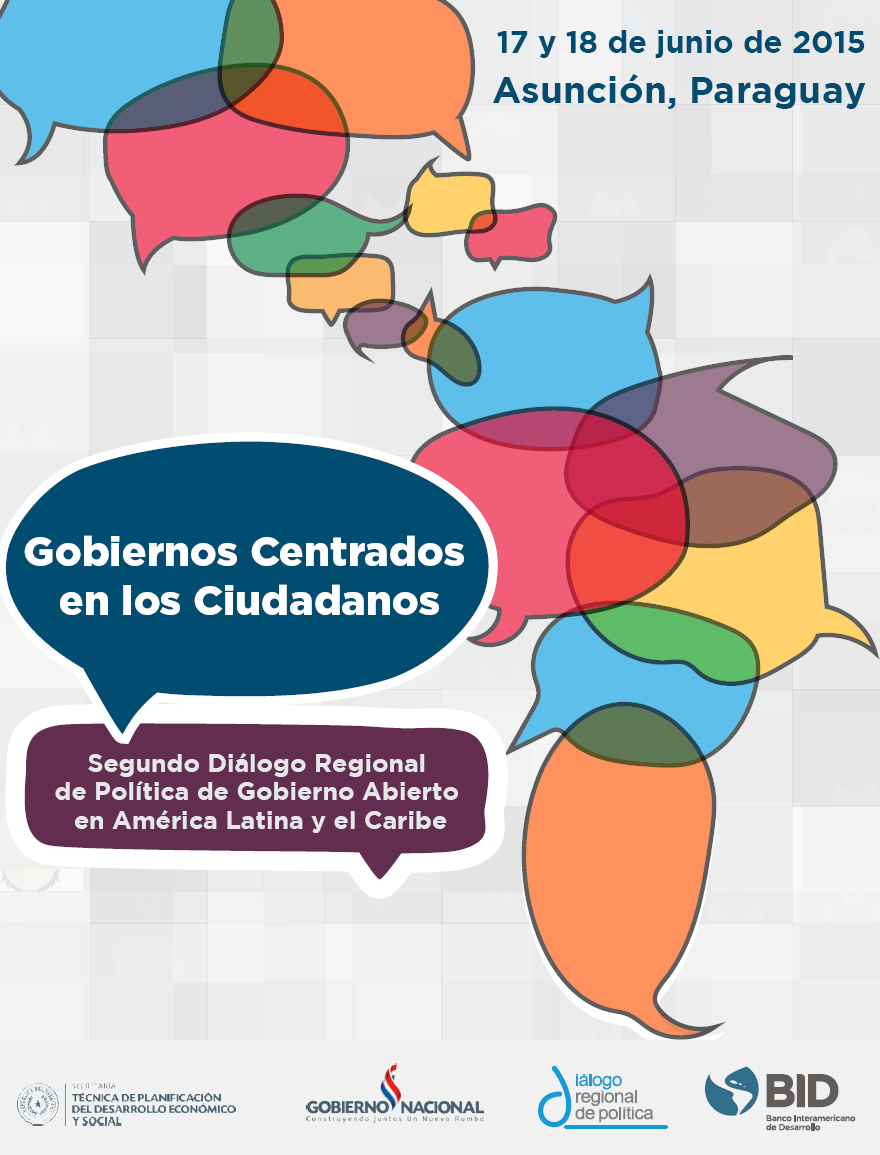 17 y 18 de junio de 2015
Asunción, Paraguay
Gobiernos Centrados
en los Ciudadanos
Segundo Diálogo Regional
de Política de Gobierno Abierto
en América Latina y el Caribe
SECRETARÍA
TÉCNICA DE PLANIFICACIÓN
DEL DESARROLLO ECONÓMICO
Y SOCIAL
GOBIERNO NACIONAL
Construyendo Juntos Un Nuevo Rumbo
diálogo
regional
de política
BID
Banco Interamericano
de Desarrollo